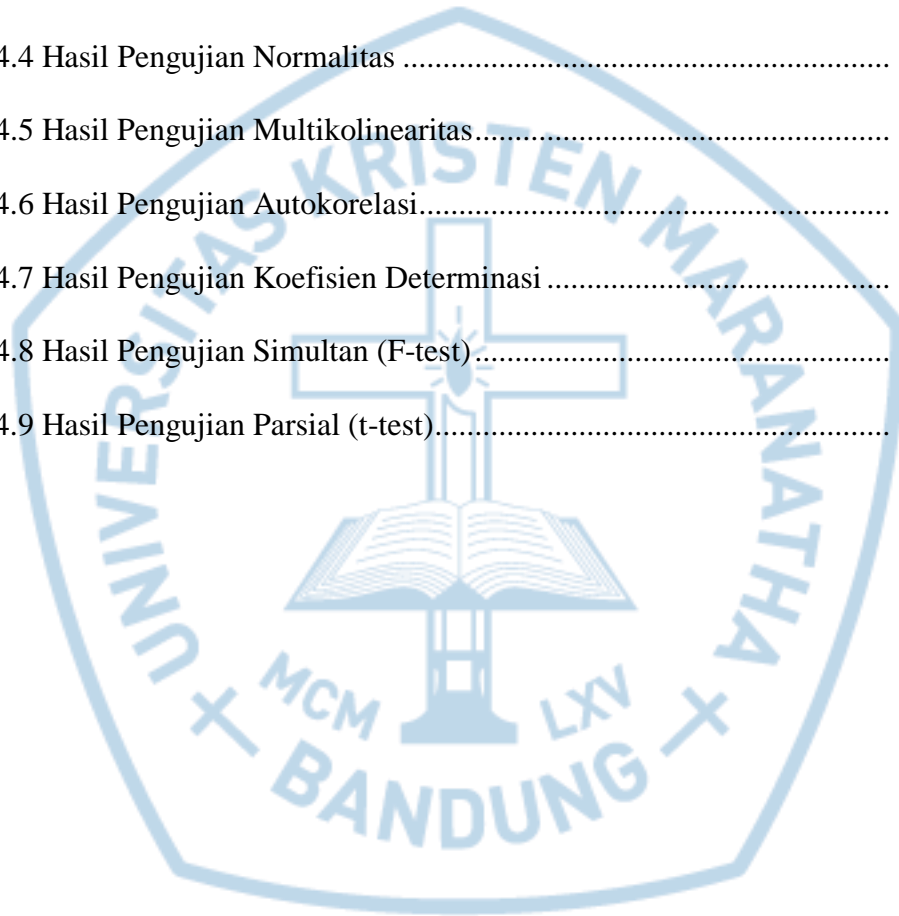 4.4 Hasil Pengujian Normalitas ............................................................
4.5 Hasil Pengujian Multikolinearitas...................................................
4.6 Hasil Pengujian Autokorelasi..........................................................
4.7 Hasil Pengujian Koefisien Determinasi ..........................................
4.8 Hasil Pengujian Simultan (F-test)...................................................
4.9 Hasil Pengujian Parsial (t-test)........................................................
UNIVERSITAS KRISTEN MARANATHA
MCM LXV
BANDUNG